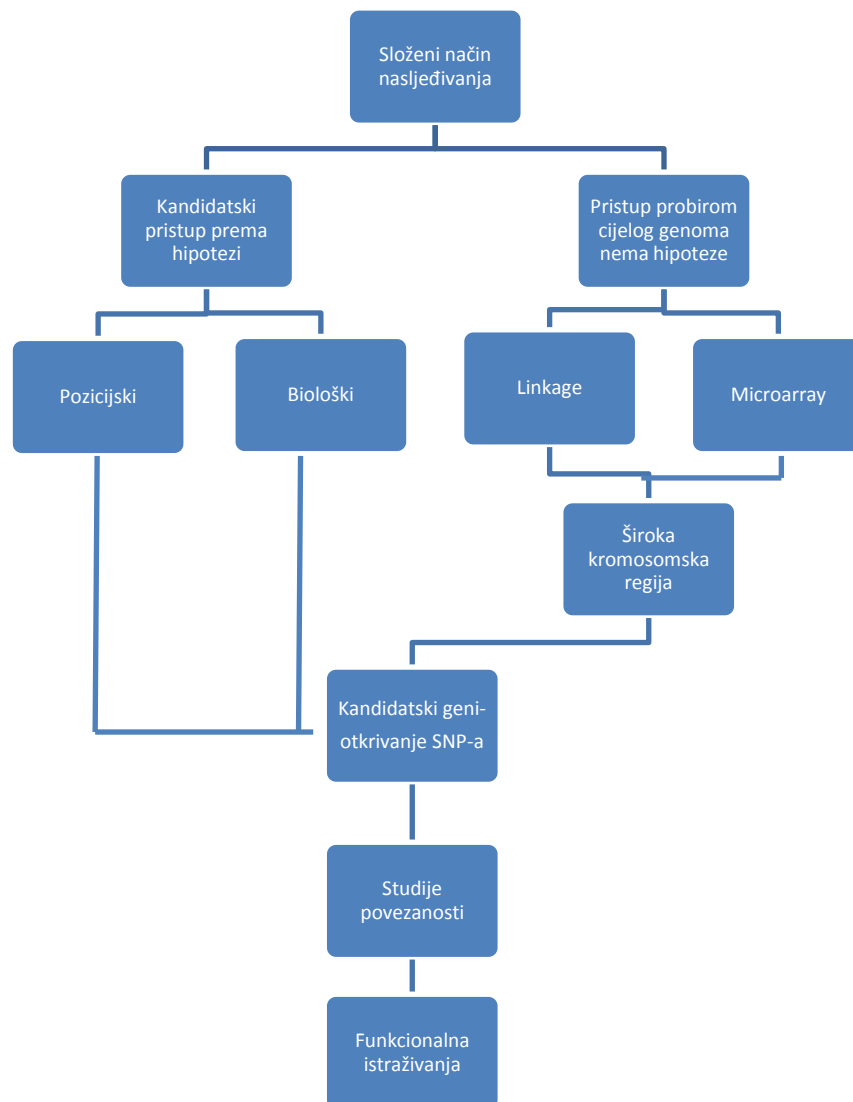 Složeni način
nasljeđivanja
Kandidatski
pristup prema
hipotezi
Pristup probirom
cijelog genoma
nema hipoteze
Pozicijski
Biološki
Linkage
Microarray
Široka
kromosomska
regija
Kandidatski geni-
otkrivanje SNP-a
Studije
povezanosti
Funkcionalna
istraživanja